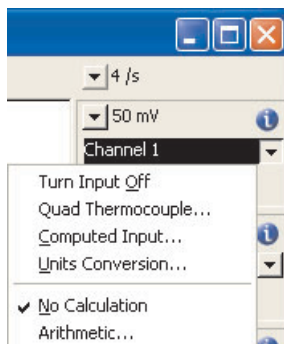 4 /s
50 mV
Channel 1
Turn Input Off
Quad Thermocouple...
Computed Input...
Units Conversion...
No Calculation
Arithmetic...